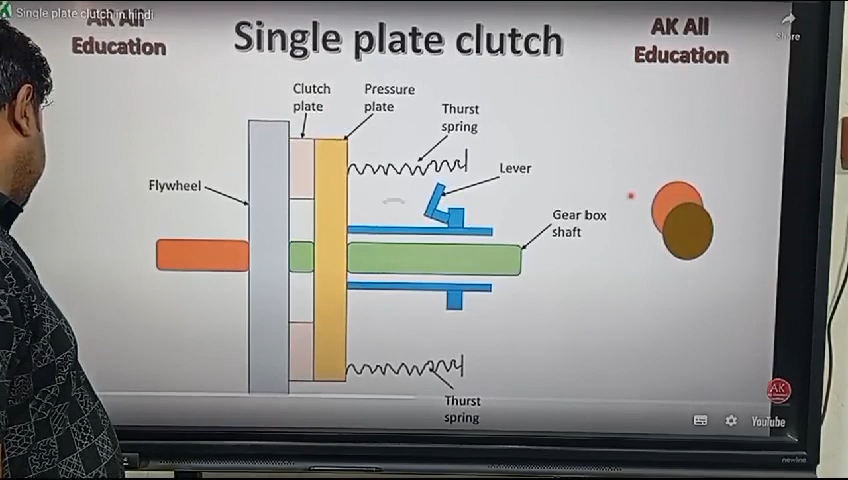 Single plate clutch in hindi
AK All
Education
Single plate clutch
AK All
Education
Share
Clutch
plate
Pressure
plate
Thurst
spring
Lever
Flywheel
Gear box
shaft
Thurst
spring
AK
YouTube
newline